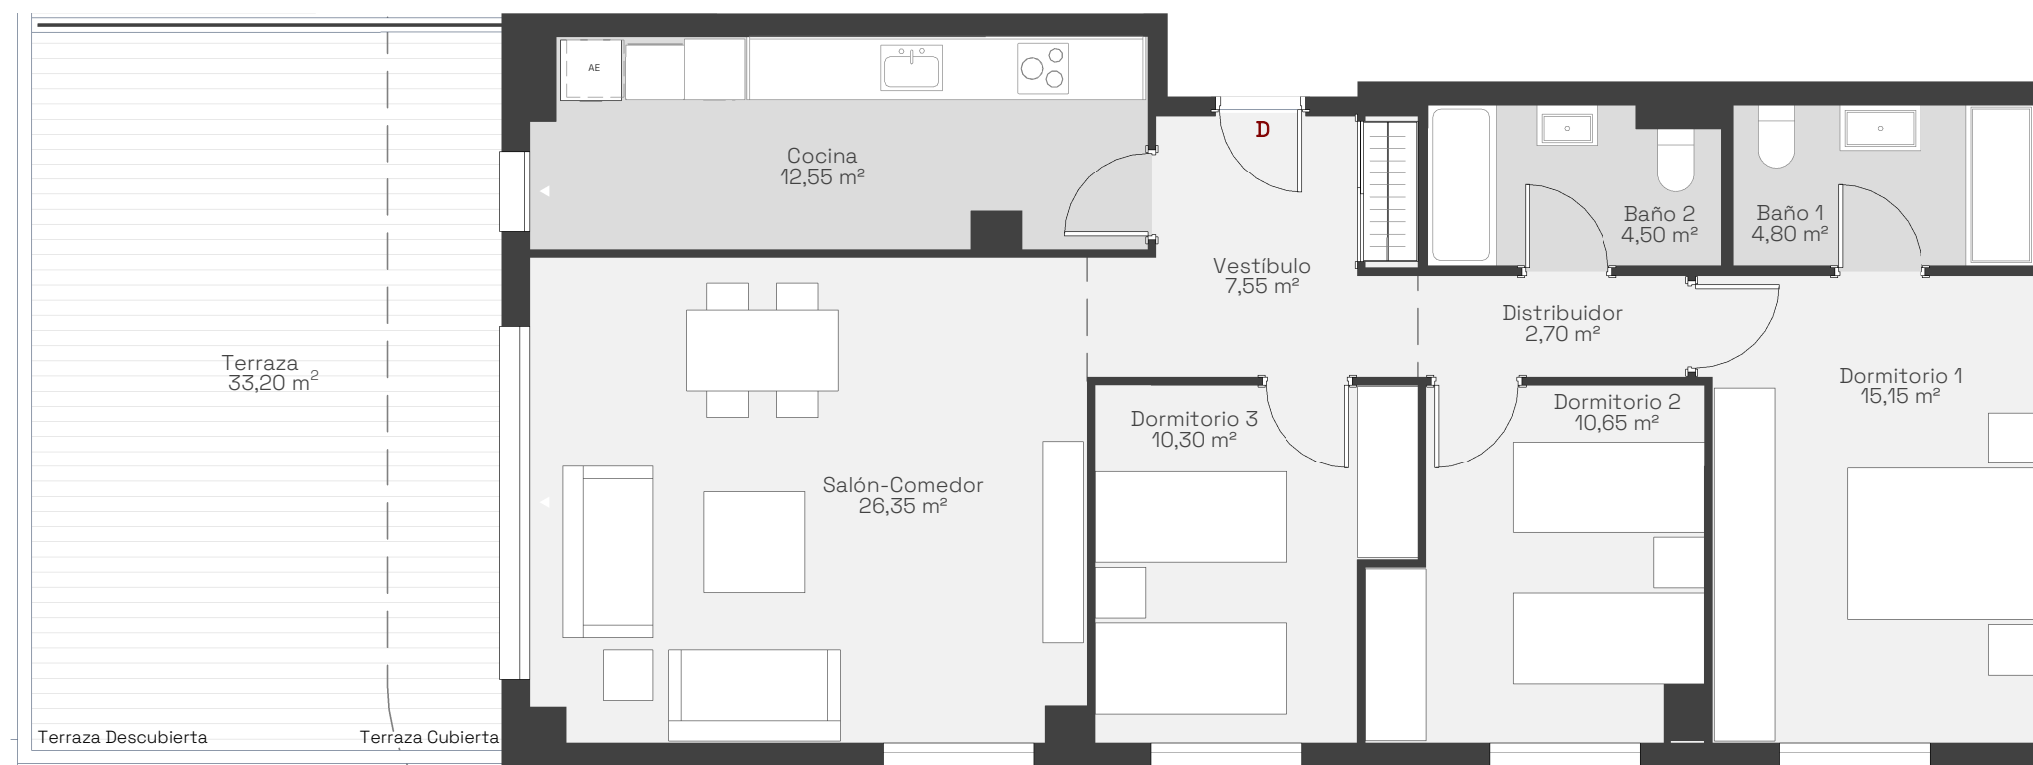 AE
D
Cocina
12,55 m²
Baño 2
4,50 m²
Baño 1
4,80 m²
Vestíbulo
7,55 m²
Distribuidor
2,70 m²
Terraza
33,20 m²
Dormitorio 1
15,15 m²
Dormitorio 2
10,65 m²
Dormitorio 3
10,30 m²
Salón-Comedor
26,35 m²
Terraza Descubierta
Terraza Cubierta